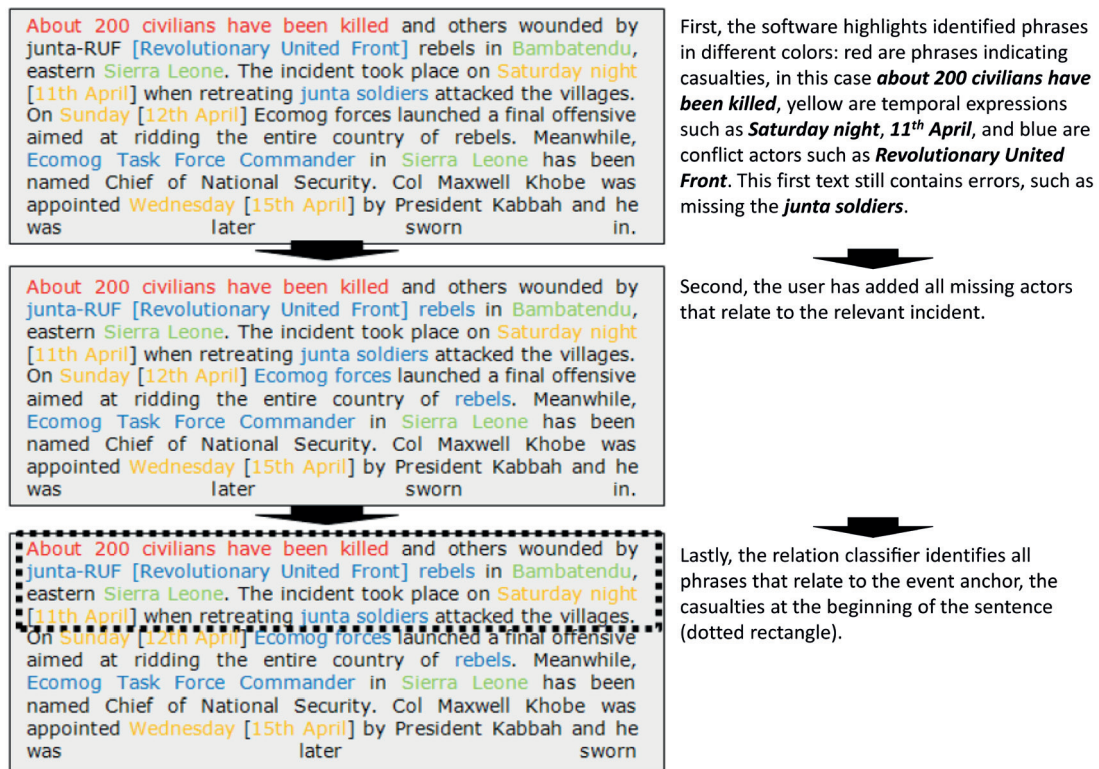 About 200 civilians have been killed and others wounded by
junta-RUF [Revolutionary United Front] rebels in Bambatendu,
eastern Sierra Leone. The incident took place on Saturday night
[11th April] when retreating junta soldiers attacked the villages.
On Sunday [12th April] Ecomog forces launched a final offensive
aimed at ridding the entire country of rebels. Meanwhile,
Ecomog Task Force Commander in Sierra Leone has been
named Chief of National Security. Col Maxwell Khobe was
appointed Wednesday [15th April] by President Kabbah and he
was later sworn in.
First, the software highlights identified phrases
in different colors: red are phrases indicating
casualties, in this case about 200 civilians have
been killed, yellow are temporal expressions
such as Saturday night, 11th April, and blue are
conflict actors such as Revolutionary United
Front. This first text still contains errors, such as
missing the junta soldiers.
About 200 civilians have been killed and others wounded by
junta-RUF [Revolutionary United Front] rebels in Bambatendu,
eastern Sierra Leone. The incident took place on Saturday night
[11th April] when retreating junta soldiers attacked the villages.
On Sunday [12th April] Ecomog forces launched a final offensive
aimed at ridding the entire country of rebels. Meanwhile,
Ecomog Task Force Commander in Sierra Leone has been
named Chief of National Security. Col Maxwell Khobe was
appointed Wednesday [15th April] by President Kabbah and he
was later sworn in.
Second, the user has added all missing actors
that relate to the relevant incident.
About 200 civilians have been killed and others wounded by
junta-RUF [Revolutionary United Front] rebels in Bambatendu,
eastern Sierra Leone. The incident took place on Saturday night
[11th April] when retreating junta soldiers attacked the villages.
On Sunday [12th April] Ecomog forces launched a final offensive
aimed at ridding the entire country of rebels. Meanwhile,
Ecomog Task Force Commander in Sierra Leone has been
named Chief of National Security. Col Maxwell Khobe was
appointed Wednesday [15th April] by President Kabbah and he
was later sworn
Lastly, the relation classifier identifies all
phrases that relate to the event anchor, the
casualties at the beginning of the sentence
(dotted rectangle).